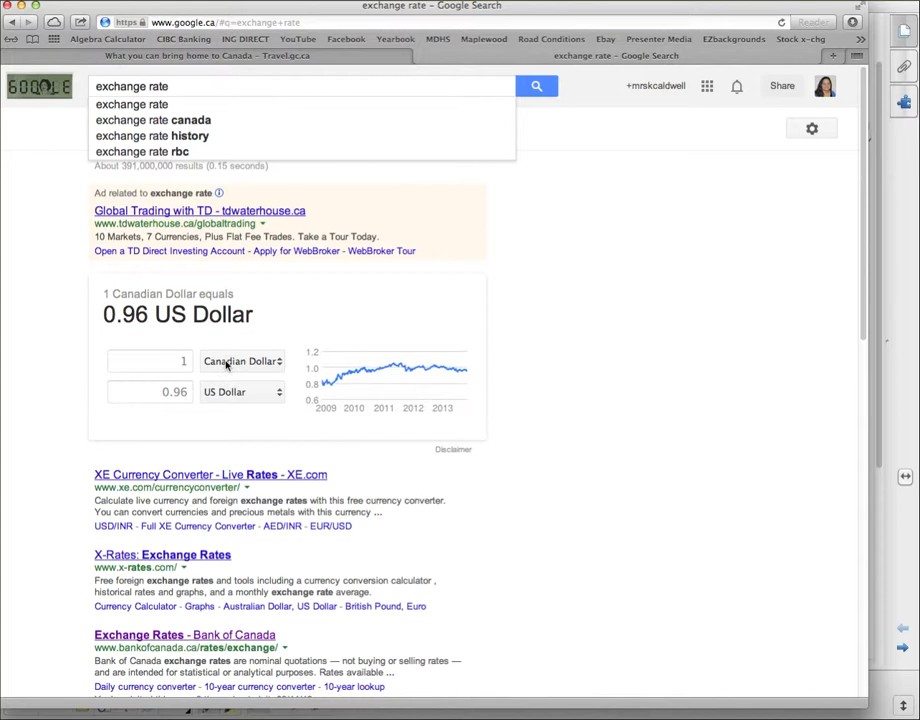 exchange rate - Google Search
https www.google.ca/#q=exchange+rate Reader
Algebra Calculator CIBC Banking ING DIRECT YouTube Facebook Yearbook MDHS Maplewood Road Conditions Ebay Presenter Media EZbackgrounds Stock x-chg
What you can bring home to Canada - Travel.gc.ca exchange rate - Google Search
GOOGLE exchange rate +mrskcaldwell Share
exchange rate
exchange rate canada
exchange rate history
exchange rate rbc
About 391,000,000 results (0.15 seconds)
Ad related to exchange rate
Global Trading with TD - tdwaterhouse.ca
www.tdwaterhouse.ca/globaltrading
10 Markets, 7 Currencies, Plus Flat Fee Trades. Take a Tour Today.
Open a TD Direct Investing Account - Apply for WebBroker - WebBroker Tour
1 Canadian Dollar equals
0.96 US Dollar
1 Canadian Dollar
0.96 US Dollar
1.2
1.0
0.8
0.6
2009 2010 2011 2012 2013
Disclaimer
XE Currency Converter - Live Rates - XE.com
www.xe.com/currencyconverter/
Calculate live currency and foreign exchange rates with this free currency converter.
You can convert currencies and precious metals with this currency ...
USD/INR - Full XE Currency Converter - AED/INR - EUR/USD
X-Rates: Exchange Rates
www.x-rates.com/
Free foreign exchange rates and tools including a currency conversion calculator ,
historical rates and graphs, and a monthly exchange rate average.
Currency Calculator - Graphs - Australian Dollar, US Dollar - British Pound, Euro
Exchange Rates - Bank of Canada
www.bankofcanada.ca/rates/exchange/
Bank of Canada exchange rates are nominal quotations — not buying or selling rates —
and are intended for statistical or analytical purposes. Rates available ...
Daily currency converter - 10-year currency converter - 10-year lookup